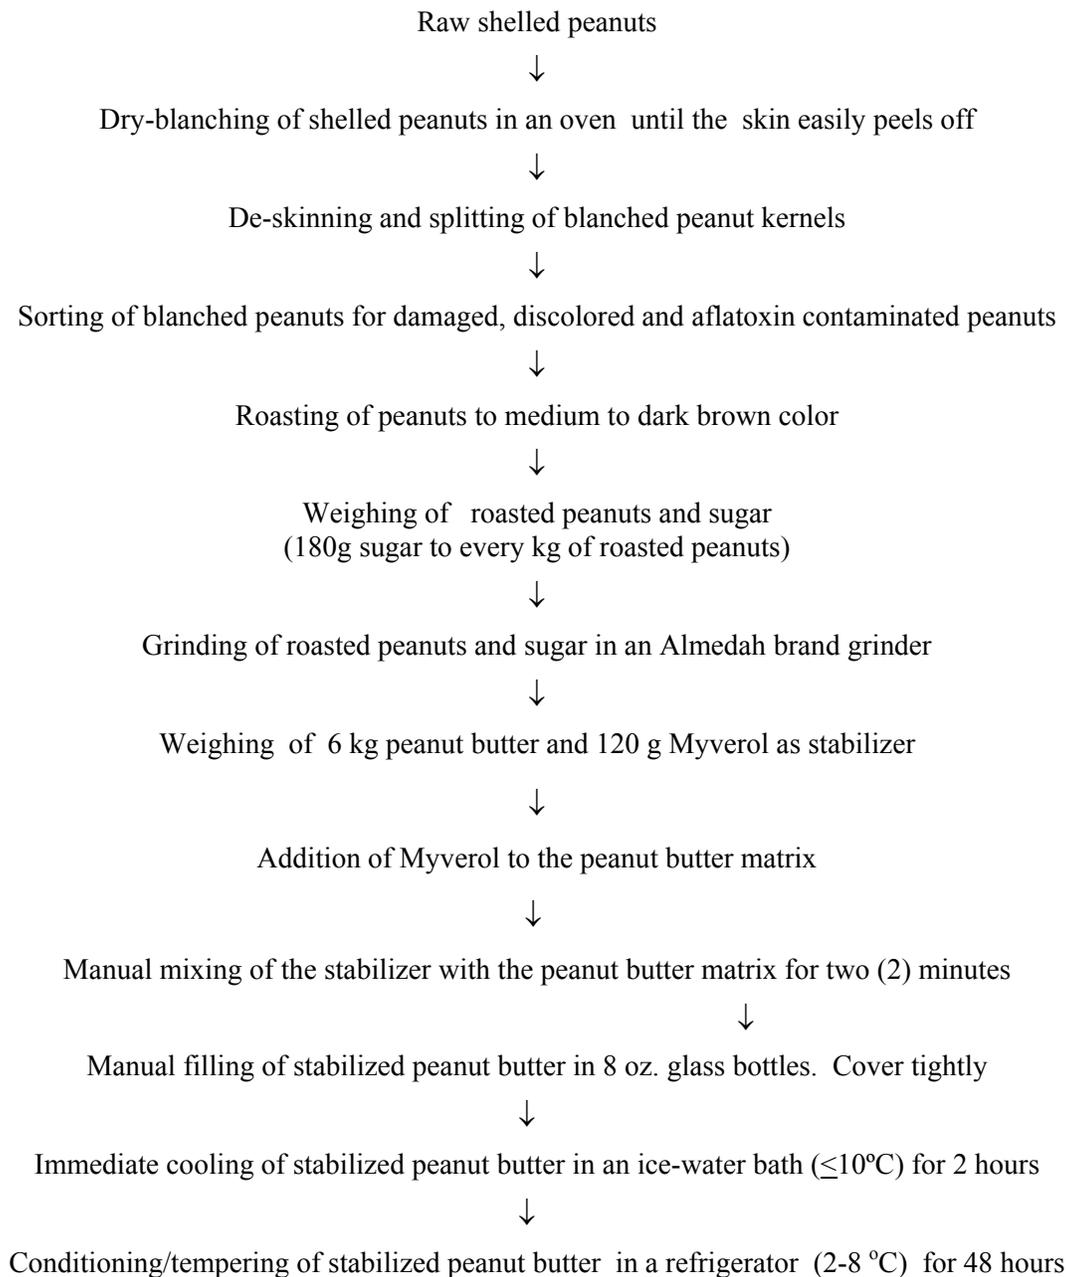 Raw shelled peanuts
↓
Dry-blanching of shelled peanuts in an oven until the skin easily peels off
↓
De-skinning and splitting of blanched peanut kernels
↓
Sorting of blanched peanuts for damaged, discolored and aflatoxin contaminated peanuts
↓
Roasting of peanuts to medium to dark brown color
↓
Weighing of roasted peanuts and sugar
(180g sugar to every kg of roasted peanuts)
↓
Grinding of roasted peanuts and sugar in an Almedah brand grinder
↓
Weighing of 6 kg peanut butter and 120 g Myverol as stabilizer
↓
Addition of Myverol to the peanut butter matrix
↓
Manual mixing of the stabilizer with the peanut butter matrix for two (2) minutes
↓
Manual filling of stabilized peanut butter in 8 oz. glass bottles. Cover tightly
↓
Immediate cooling of stabilized peanut butter in an ice-water bath (≤10ºC) for 2 hours
↓
Conditioning/tempering of stabilized peanut butter in a refrigerator (2-8 ºC) for 48 hours